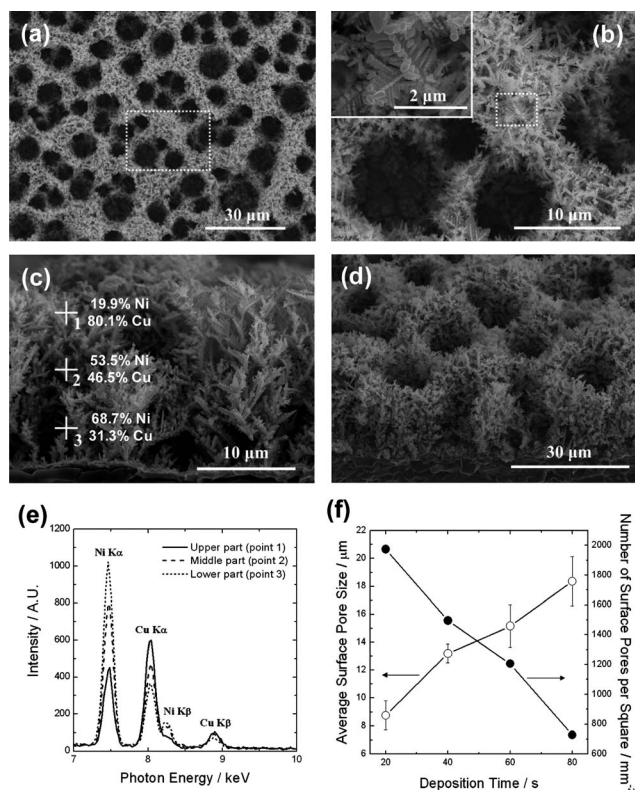 (a)
30 µm
(b)
2 µm
10 µm
(c)
19.9% Ni
80.1% Cu
1
53.5% Ni
46.5% Cu
2
68.7% Ni
31.3% Cu
3
10 µm
(d)
30 µm
(e)
1200
1000
800
600
400
200
0
7 8 9 10
Intensity / A.U.
Photon Energy / keV
Ni Kα
Cu Kα
Ni Kβ
Cu Kβ
Upper part (point 1)
Middle part (point 2)
Lower part (point 3)
(f)
22
20
18
16
14
12
10
8
6
Average Surface Pore Size / µm
2000
1800
1600
1400
1200
1000
800
600
Number of Surface Pores per Square / mm⁻²
20 40 60 80
Deposition Time / s